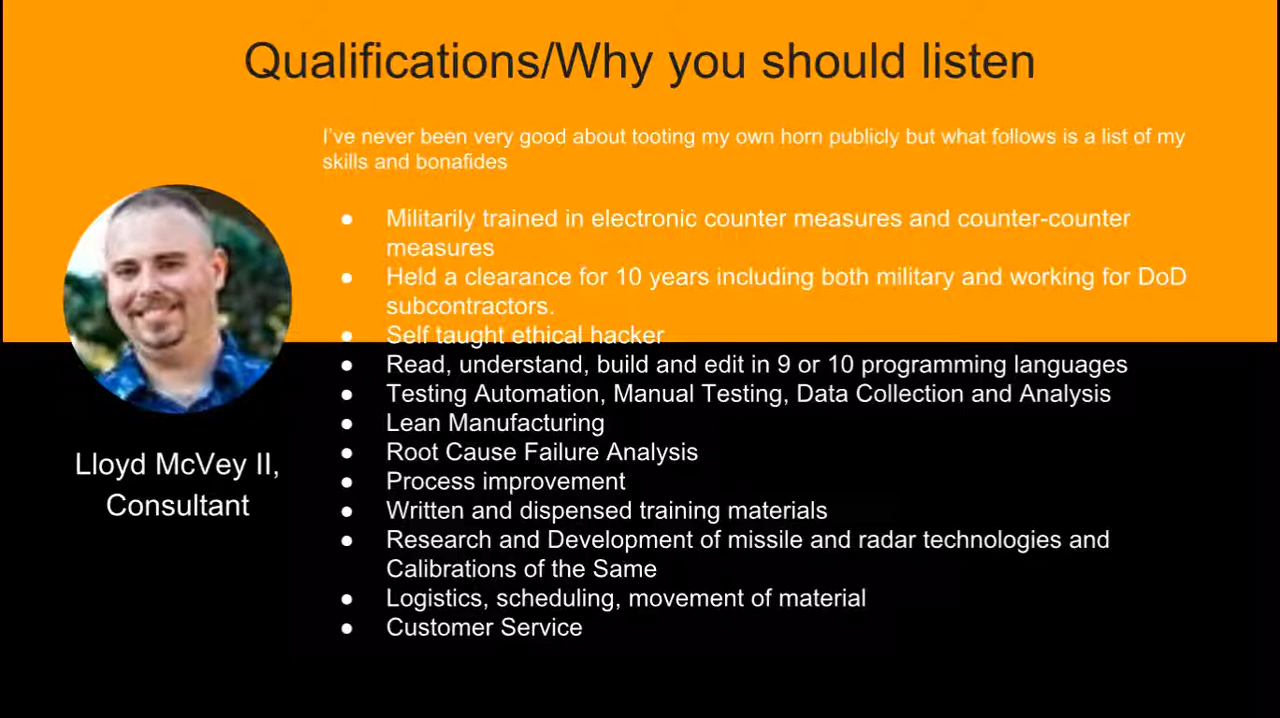 Qualifications/Why you should listen
I've never been very good about tooting my own horn publicly but what follows is a list of my
skills and bonafides
● Militarily trained in electronic counter measures and counter-counter
measures
● Held a clearance for 10 years including both military and working for DoD
subcontractors.
● Self taught ethical hacker
● Read, understand, build and edit in 9 or 10 programming languages
● Testing Automation, Manual Testing, Data Collection and Analysis
● Lean Manufacturing
● Root Cause Failure Analysis
● Process improvement
● Written and dispensed training materials
● Research and Development of missile and radar technologies and
Calibrations of the Same
● Logistics, scheduling, movement of material
● Customer Service
Lloyd McVey II,
Consultant